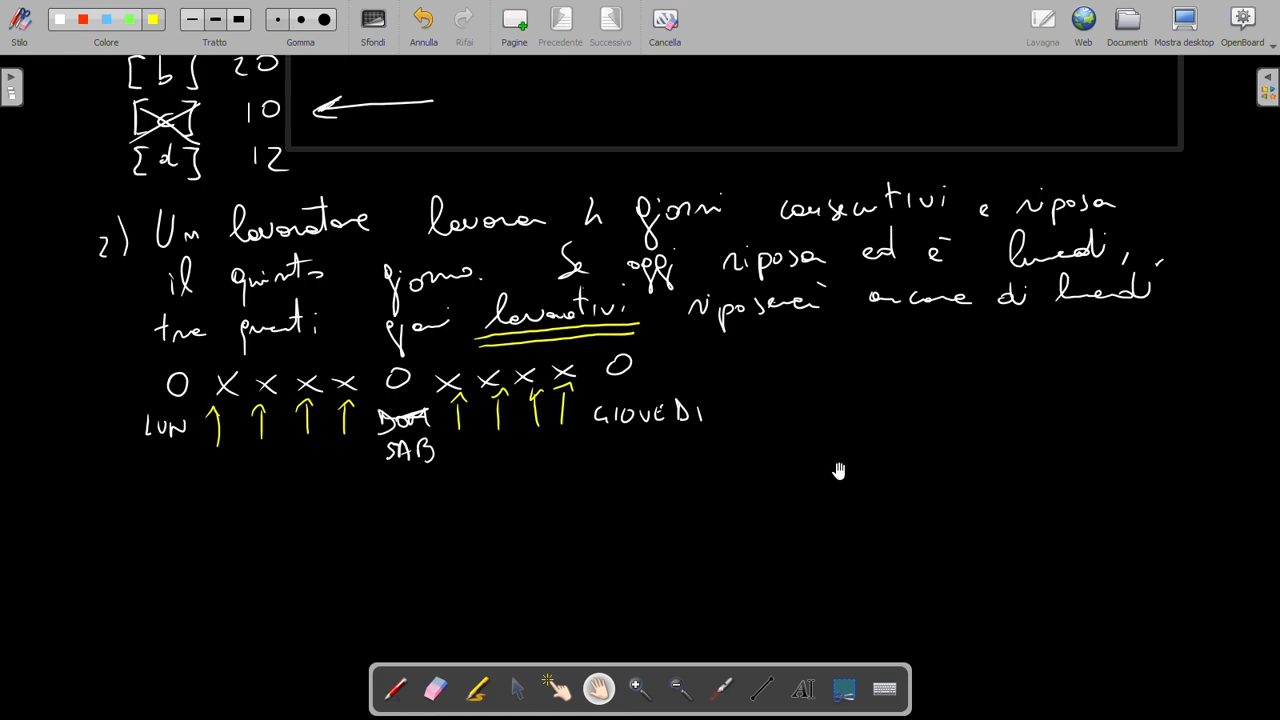 Stilo Colore Tratto Gomma Sfondi Annulla Rifai Pagine Precedente Successivo Cancella Lavagna Web Documenti Mostra desktop OpenBoard
[b] 20
[c] 10
[d] 12
2) Un lavoratore lavora 4 giorni consecutivi e riposa
il quinto giorno. Se oggi riposa ed è lunedì,
tra quanti giorni lavorativi riposerà ancora di lunedì
O X X X X O X X X X O
LUN SAB GIOVEDI
AI